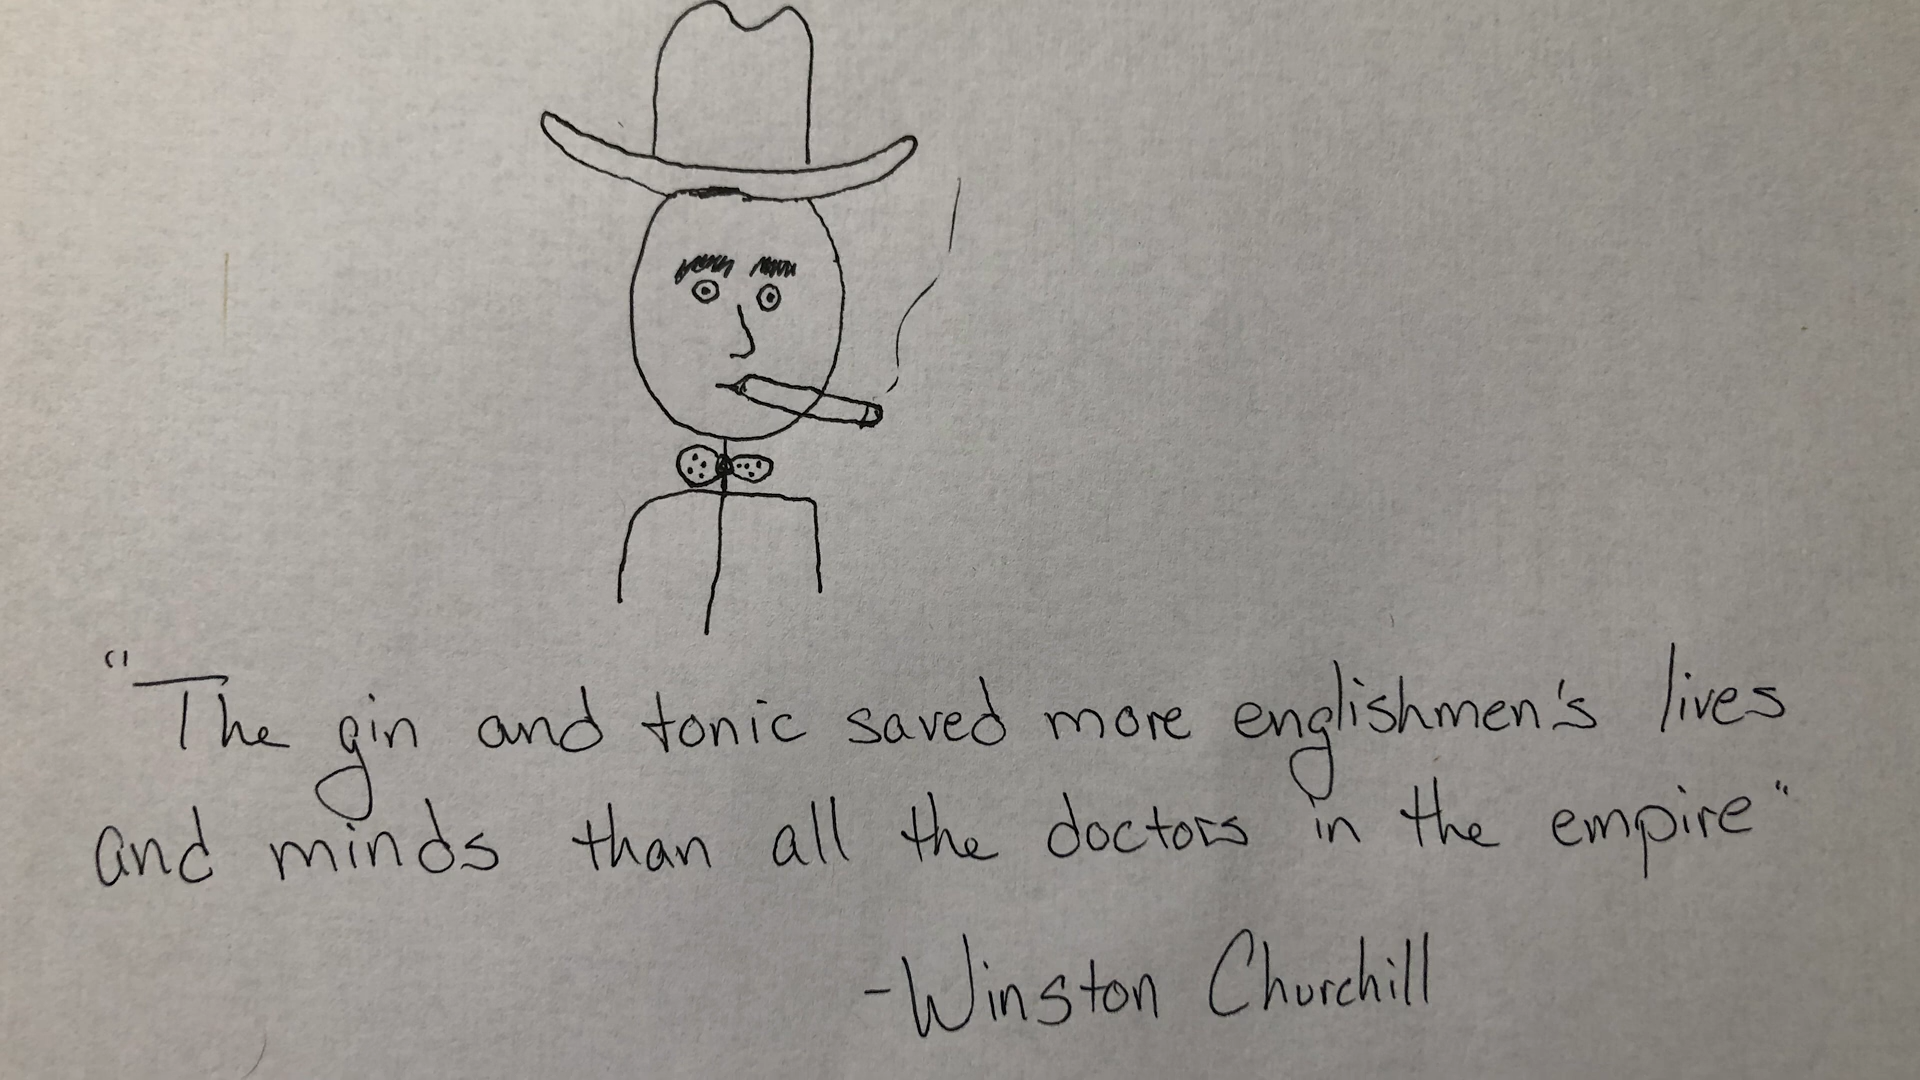 "The gin and tonic saved more englishmen's lives
and minds than all the doctors in the empire"
-Winston Churchill